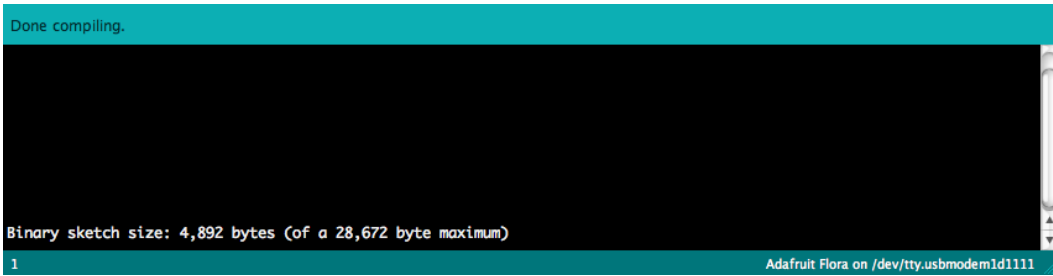 Done compiling.
Binary sketch size: 4,892 bytes (of a 28,672 byte maximum)
1 Adafruit Flora on /dev/tty.usbmodem1d1111